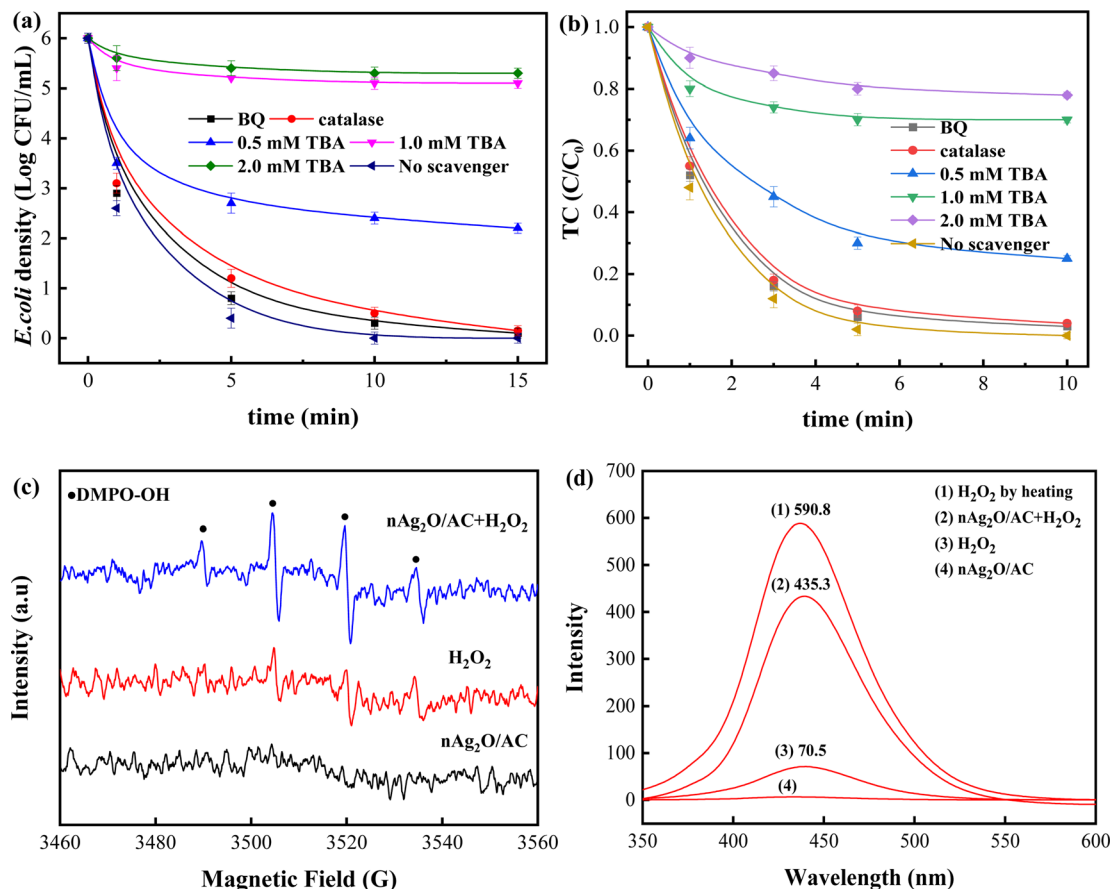 (a)
E.coli density (Log CFU/mL)
6
5
4
3
2
1
0
BQ
catalase
0.5 mM TBA
1.0 mM TBA
2.0 mM TBA
No scavenger
0
5
10
15
time (min)
(b)
TC (C/C₀)
1.0
0.8
0.6
0.4
0.2
0.0
BQ
catalase
0.5 mM TBA
1.0 mM TBA
2.0 mM TBA
No scavenger
0
2
4
6
8
10
time (min)
(c)
DMPO-OH
nAg₂O/AC+H₂O₂
H₂O₂
nAg₂O/AC
Intensity (a.u)
3460
3480
3500
3520
3540
3560
Magnetic Field (G)
(d)
Intensity
700
600
500
400
300
200
100
0
(1) H₂O₂ by heating
(2) nAg₂O/AC+H₂O₂
(3) H₂O₂
(4) nAg₂O/AC
(1) 590.8
(2) 435.3
(3) 70.5
(4)
350
400
450
500
550
600
Wavelength (nm)